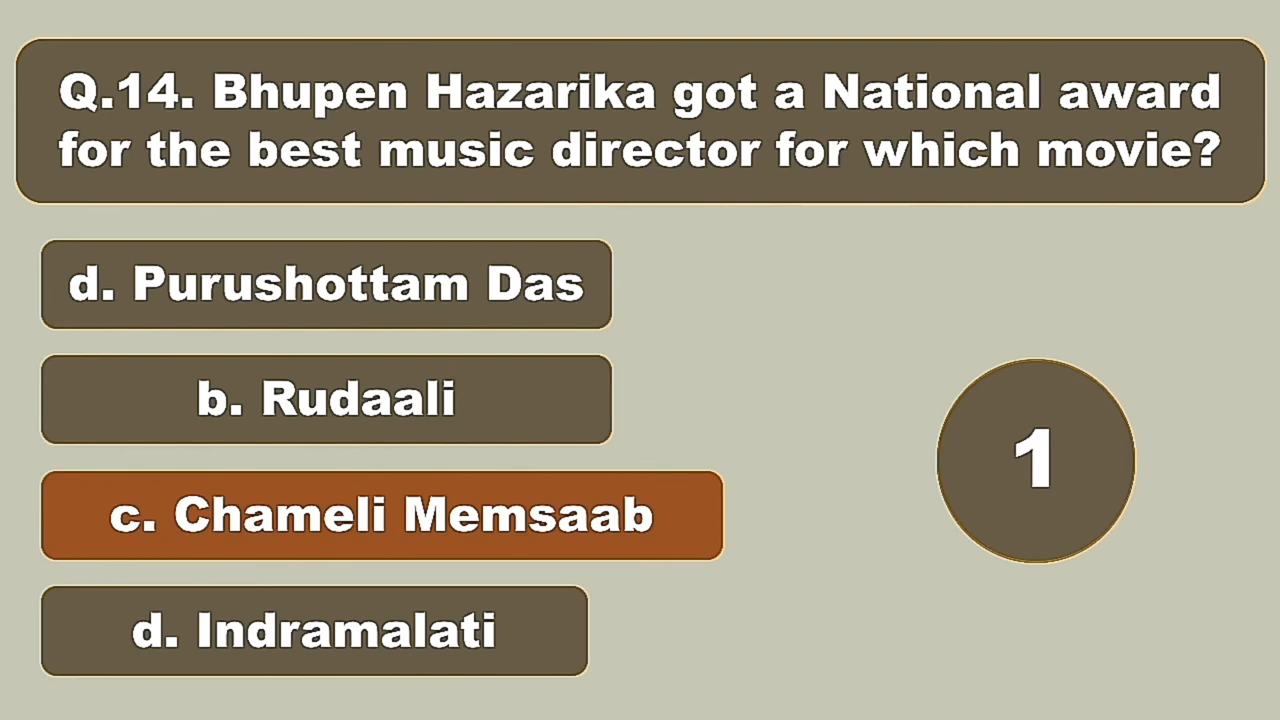 Q.14. Bhupen Hazarika got a National award
for the best music director for which movie?
d. Purushottam Das
b. Rudaali
c. Chameli Memsaab
d. Indramalati
1